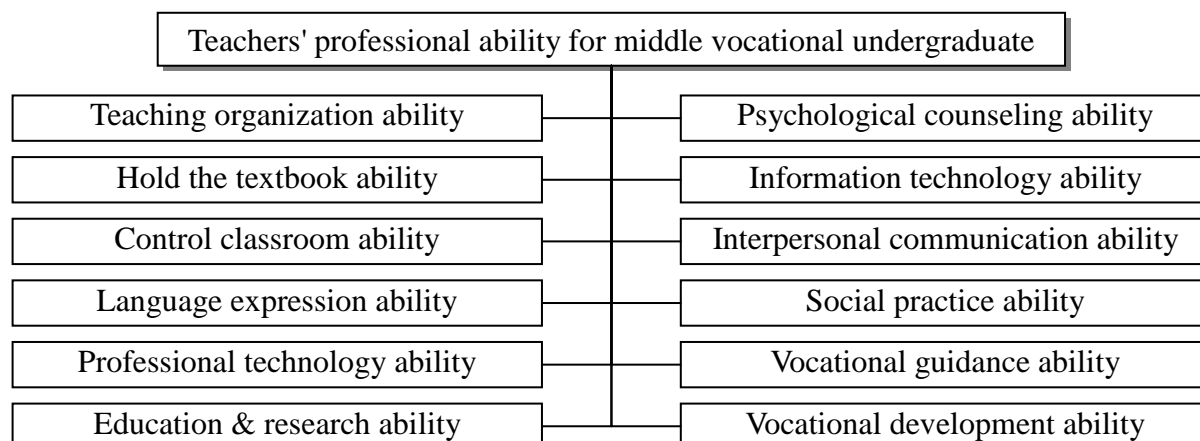 Teachers' professional ability for middle vocational undergraduate
Teaching organization ability
Psychological counseling ability
Hold the textbook ability
Information technology ability
Control classroom ability
Interpersonal communication ability
Language expression ability
Social practice ability
Professional technology ability
Vocational guidance ability
Education & research ability
Vocational development ability